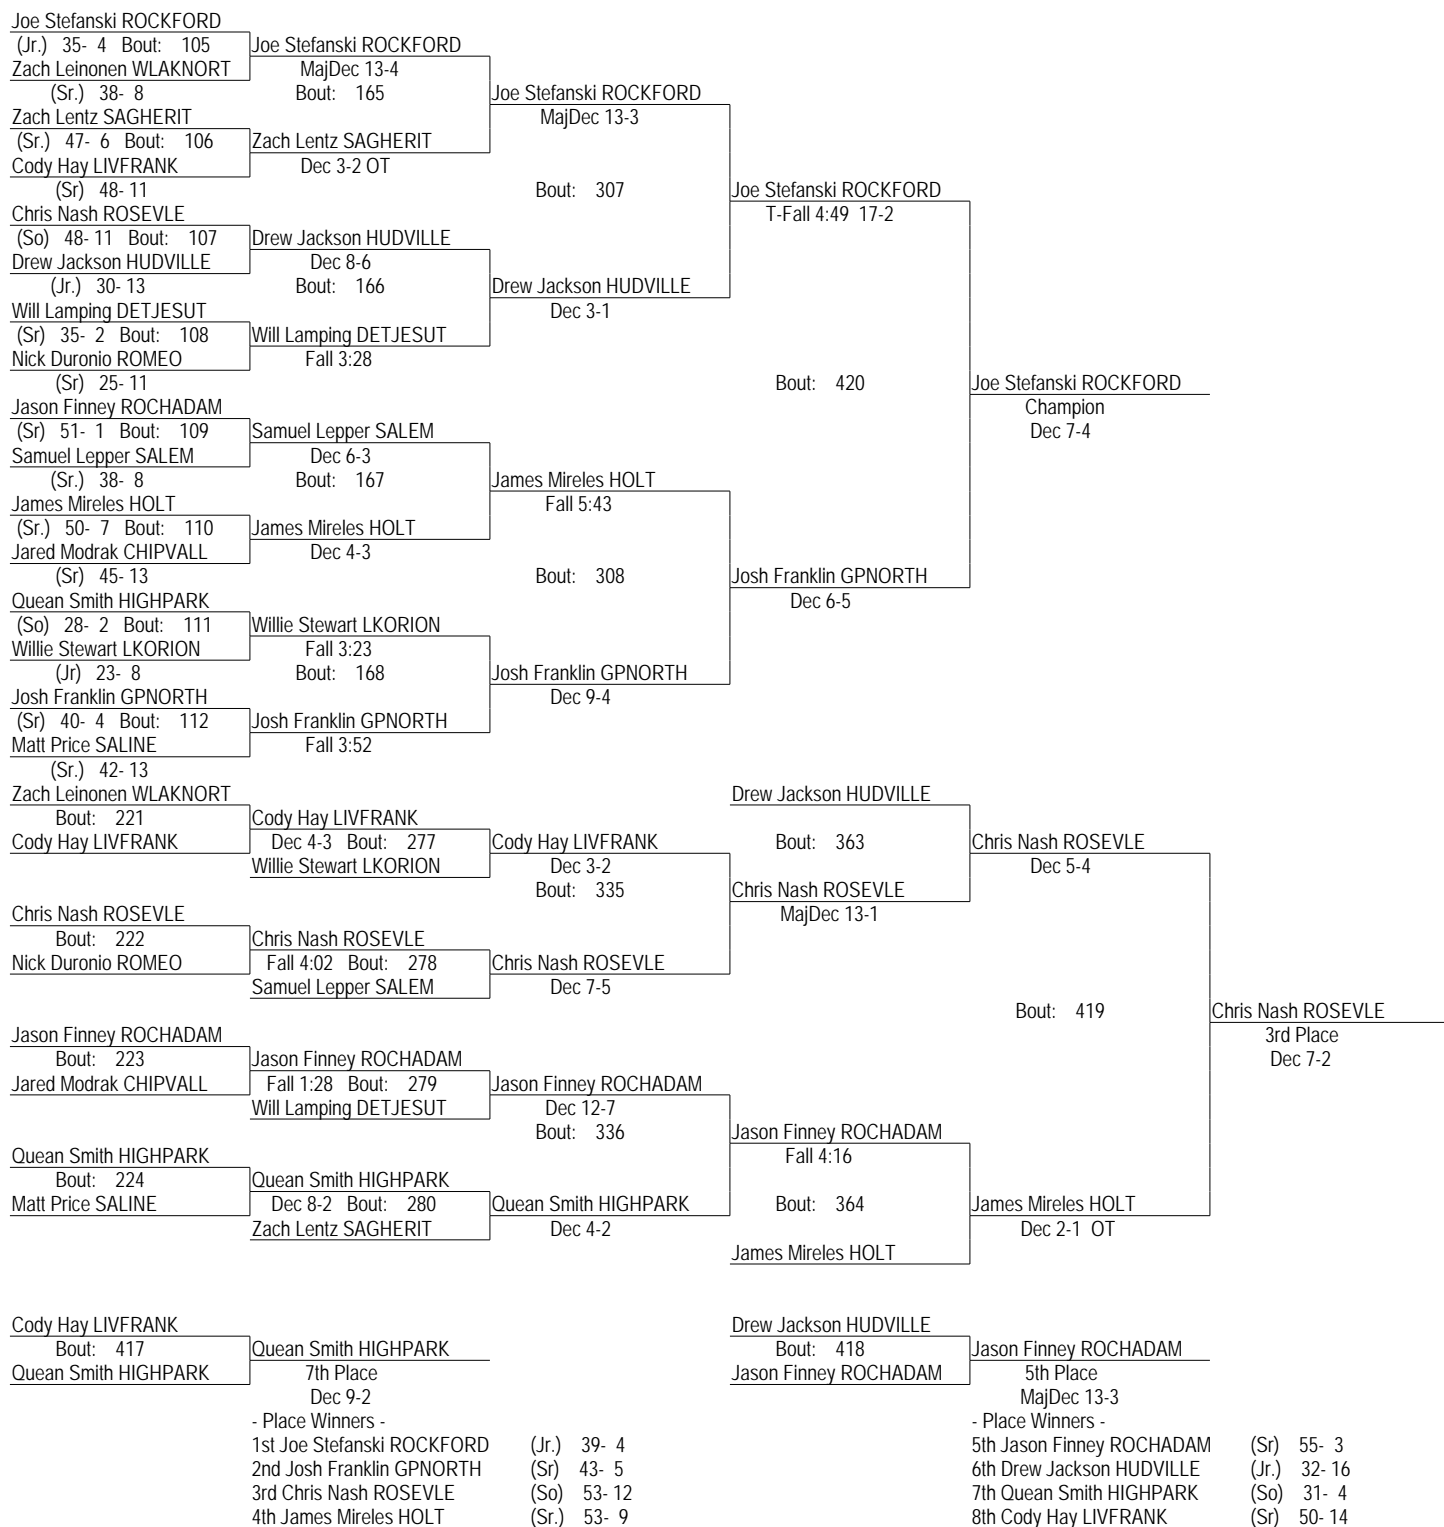 Joe Stefanski ROCKFORD
(Jr.) 35- 4 Bout: 105
Joe Stefanski ROCKFORD
Zach Leinonen WLAKNORT
MajDec 13-4
(Sr.) 38- 8
Bout: 165
Joe Stefanski ROCKFORD
Zach Lentz SAGHERIT
MajDec 13-3
(Sr.) 47- 6 Bout: 106
Zach Lentz SAGHERIT
Cody Hay LIVFRANK
Dec 3-2 OT
(Sr) 48- 11
Bout: 307
Joe Stefanski ROCKFORD
Chris Nash ROSEVLE
T-Fall 4:49 17-2
(So) 48- 11 Bout: 107
Drew Jackson HUDVILLE
Drew Jackson HUDVILLE
Dec 8-6
(Jr.) 30- 13
Bout: 166
Drew Jackson HUDVILLE
Will Lamping DETJESUT
Dec 3-1
(Sr) 35- 2 Bout: 108
Will Lamping DETJESUT
Nick Duronio ROMEO
Fall 3:28
(Sr) 25- 11
Bout: 420
Joe Stefanski ROCKFORD
Jason Finney ROCHADAM
Champion
(Sr) 51- 1 Bout: 109
Samuel Lepper SALEM
Dec 7-4
Samuel Lepper SALEM
Dec 6-3
(Sr.) 38- 8
Bout: 167
James Mireles HOLT
James Mireles HOLT
Fall 5:43
(Sr.) 50- 7 Bout: 110
James Mireles HOLT
Jared Modrak CHIPVALL
Dec 4-3
(Sr) 45- 13
Bout: 308
Josh Franklin GPNORTH
Quean Smith HIGHPARK
Dec 6-5
(So) 28- 2 Bout: 111
Willie Stewart LKORION
Willie Stewart LKORION
Fall 3:23
(Jr) 23- 8
Bout: 168
Josh Franklin GPNORTH
Josh Franklin GPNORTH
Dec 9-4
(Sr) 40- 4 Bout: 112
Josh Franklin GPNORTH
Matt Price SALINE
Fall 3:52
(Sr.) 42- 13
Zach Leinonen WLAKNORT
Drew Jackson HUDVILLE
Bout: 221
Cody Hay LIVFRANK
Cody Hay LIVFRANK
Dec 4-3 Bout: 277
Cody Hay LIVFRANK
Bout: 363
Chris Nash ROSEVLE
Willie Stewart LKORION
Dec 3-2
Dec 5-4
Bout: 335
Chris Nash ROSEVLE
Chris Nash ROSEVLE
MajDec 13-1
Bout: 222
Chris Nash ROSEVLE
Nick Duronio ROMEO
Fall 4:02 Bout: 278
Chris Nash ROSEVLE
Samuel Lepper SALEM
Dec 7-5
Bout: 419
Chris Nash ROSEVLE
Jason Finney ROCHADAM
3rd Place
Bout: 223
Jason Finney ROCHADAM
Dec 7-2
Jared Modrak CHIPVALL
Fall 1:28 Bout: 279
Jason Finney ROCHADAM
Will Lamping DETJESUT
Dec 12-7
Bout: 336
Jason Finney ROCHADAM
Quean Smith HIGHPARK
Fall 4:16
Bout: 224
Quean Smith HIGHPARK
Matt Price SALINE
Dec 8-2 Bout: 280
Quean Smith HIGHPARK
Bout: 364
James Mireles HOLT
Zach Lentz SAGHERIT
Dec 4-2
Dec 2-1 OT
James Mireles HOLT
Cody Hay LIVFRANK
Drew Jackson HUDVILLE
Bout: 417
Quean Smith HIGHPARK
Bout: 418
Jason Finney ROCHADAM
Quean Smith HIGHPARK
7th Place
Jason Finney ROCHADAM
5th Place
Dec 9-2
MajDec 13-3
- Place Winners -
- Place Winners -
1st Joe Stefanski ROCKFORD (Jr.) 39- 4
5th Jason Finney ROCHADAM (Sr) 55- 3
2nd Josh Franklin GPNORTH (Sr) 43- 5
6th Drew Jackson HUDVILLE (Jr.) 32- 16
3rd Chris Nash ROSEVLE (So) 53- 12
7th Quean Smith HIGHPARK (So) 31- 4
4th James Mireles HOLT (Sr.) 53- 9
8th Cody Hay LIVFRANK (Sr) 50- 14